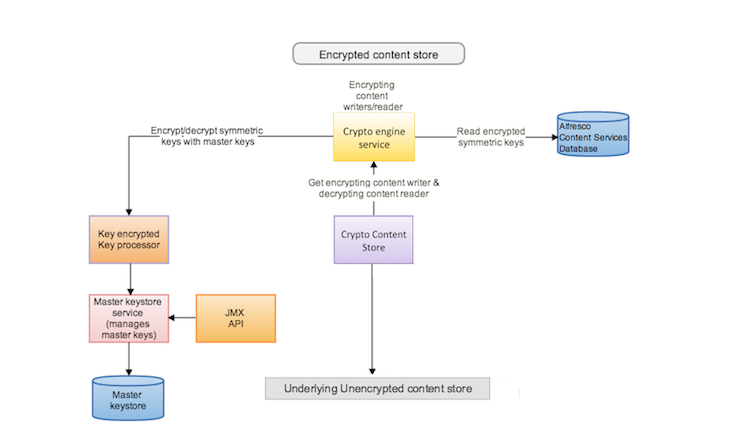 Encrypted content store
Encrypting
content
writers/reader
Crypto engine
service
Encrypt/decrypt symmetric
keys with master keys
Read encrypted
symmetric keys
Alfresco
Content Services
Database
Get encrypting content writer &
decrypting content reader
Key encrypted
Key processor
Crypto Content
Store
Master keystore
service
(manages
master keys)
JMX
API
Underlying Unencrypted content store
Master
keystore